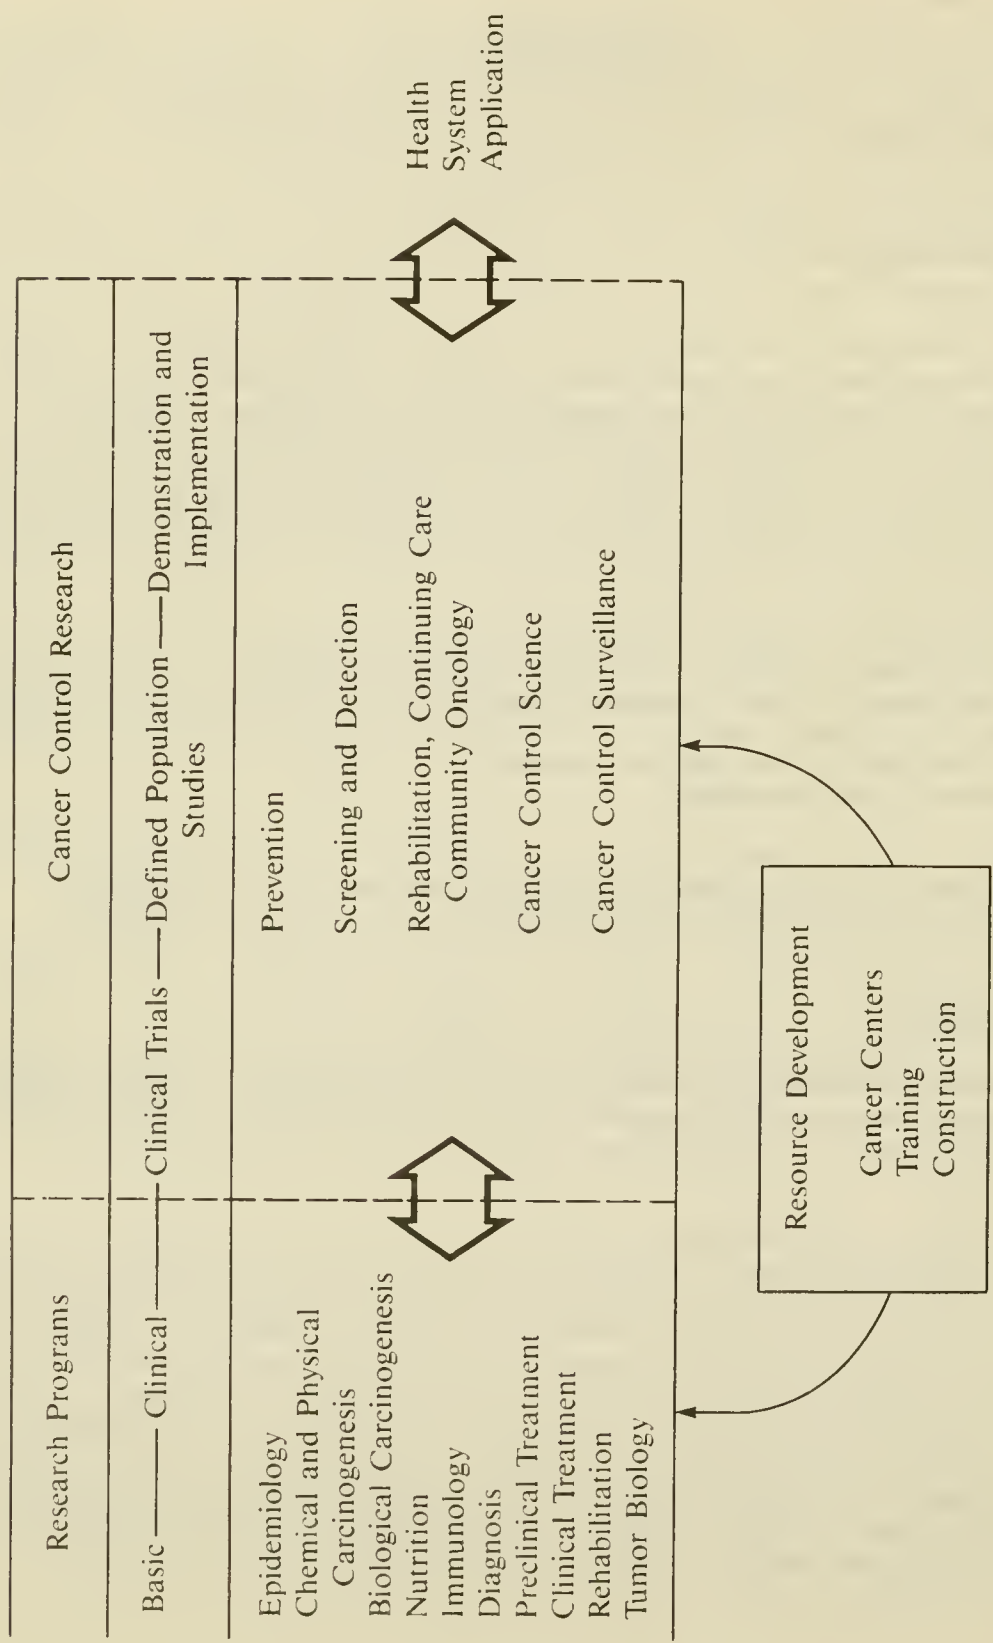 Research Programs
Cancer Control Research
Basic — Clinical — Clinical Trials — Defined Population — Demonstration and
Studies
Implementation
Epidemiology
Chemical and Physical
Carcinogenesis
Biological Carcinogenesis
Nutrition
Immunology
Diagnosis
Preclinical Treatment
Clinical Treatment
Rehabilitation
Tumor Biology
Prevention
Screening and Detection
Rehabilitation, Continuing Care
Community Oncology
Cancer Control Science
Cancer Control Surveillance
Health
System
Application
Resource Development
Cancer Centers
Training
Construction